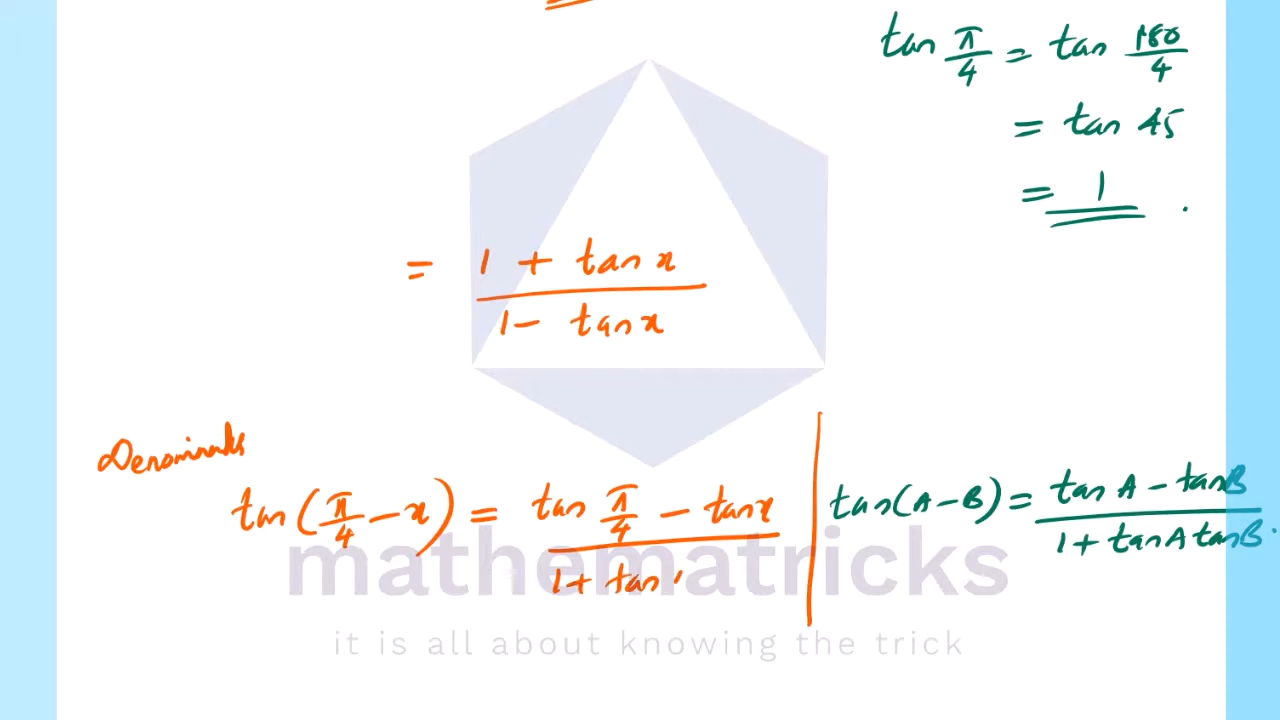 tan π/4 = tan 180/4
= tan 45
= 1 .
= 1 + tan x / 1 - tan x
Denominator
tan(π/4 - x) = tan π/4 - tan x / 1 + tan
tan(A - B) = tan A - tan B / 1 + tan A tan B .
mathematricks
it is all about knowing the trick